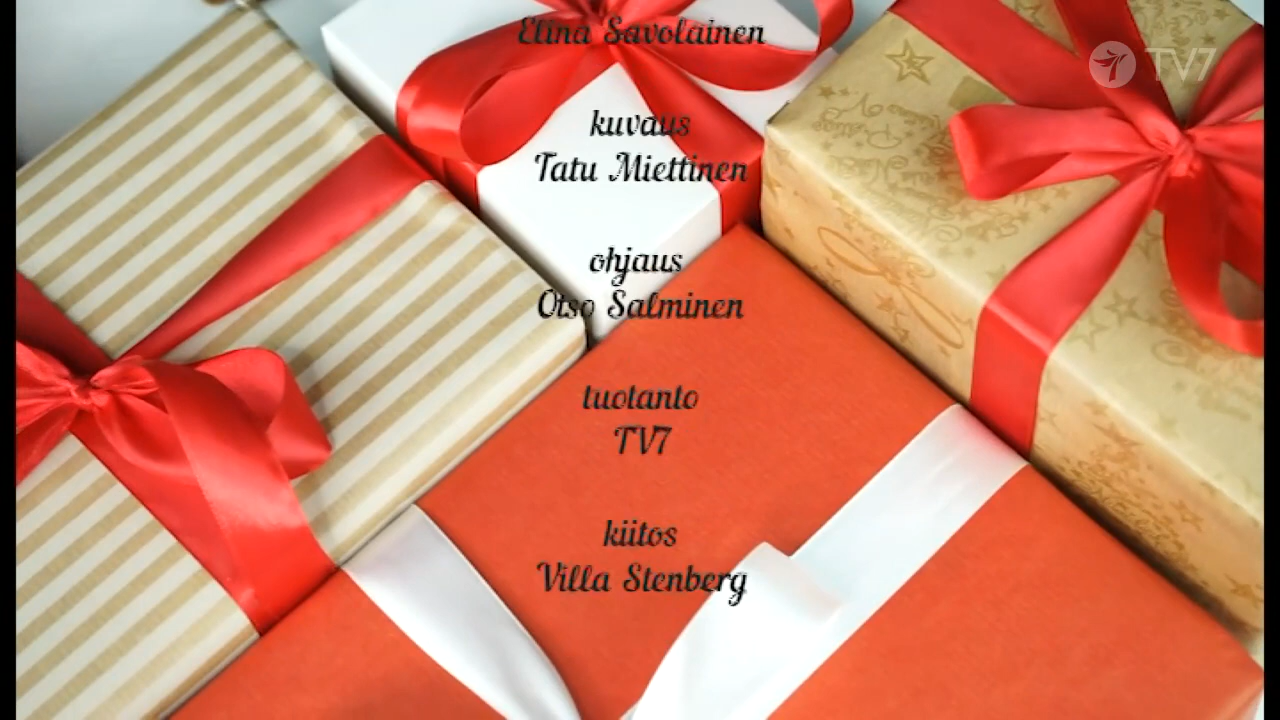 Elina Savolainen
TV7
kuvaus
Tatu Miettinen
ohjaus
Otso Salminen
tuotanto
TV7
kiitos
Villa Stenberg